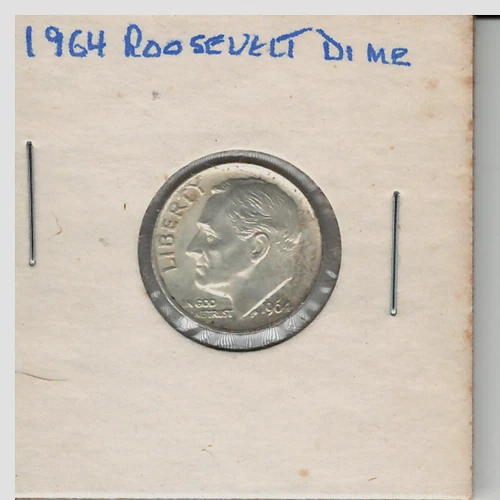 1964 ROOSEVELT DIME
LIBERTY
IN GOD
WE TRUST
1964